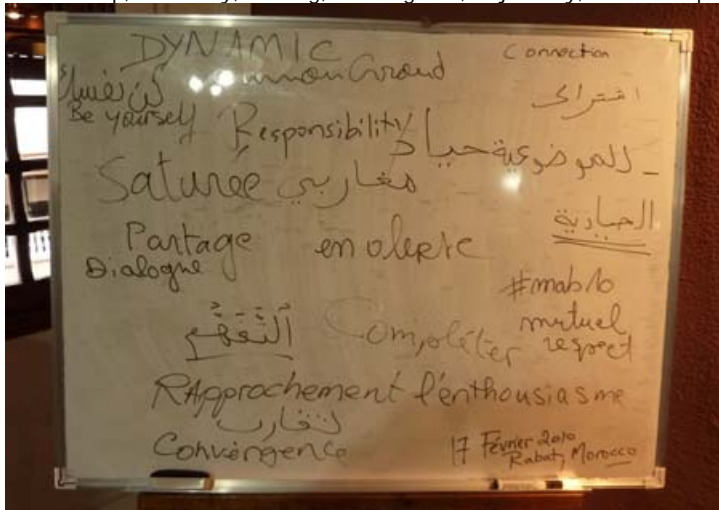 DYNAMIC
Connection
Common Ground
كن نفسك
Be yourself
اشتراك
Responsibility
حياد
للموضوعية
Saturée
مغاربي
الحيادية
Partage
en alerte
Dialogue
#mab10
mutuel
respect
التَّفَهُّم
Compléter
RApprochement l'enthousiasme
تقارب
Convergence
17 Février 2010
Rabat, Morocco